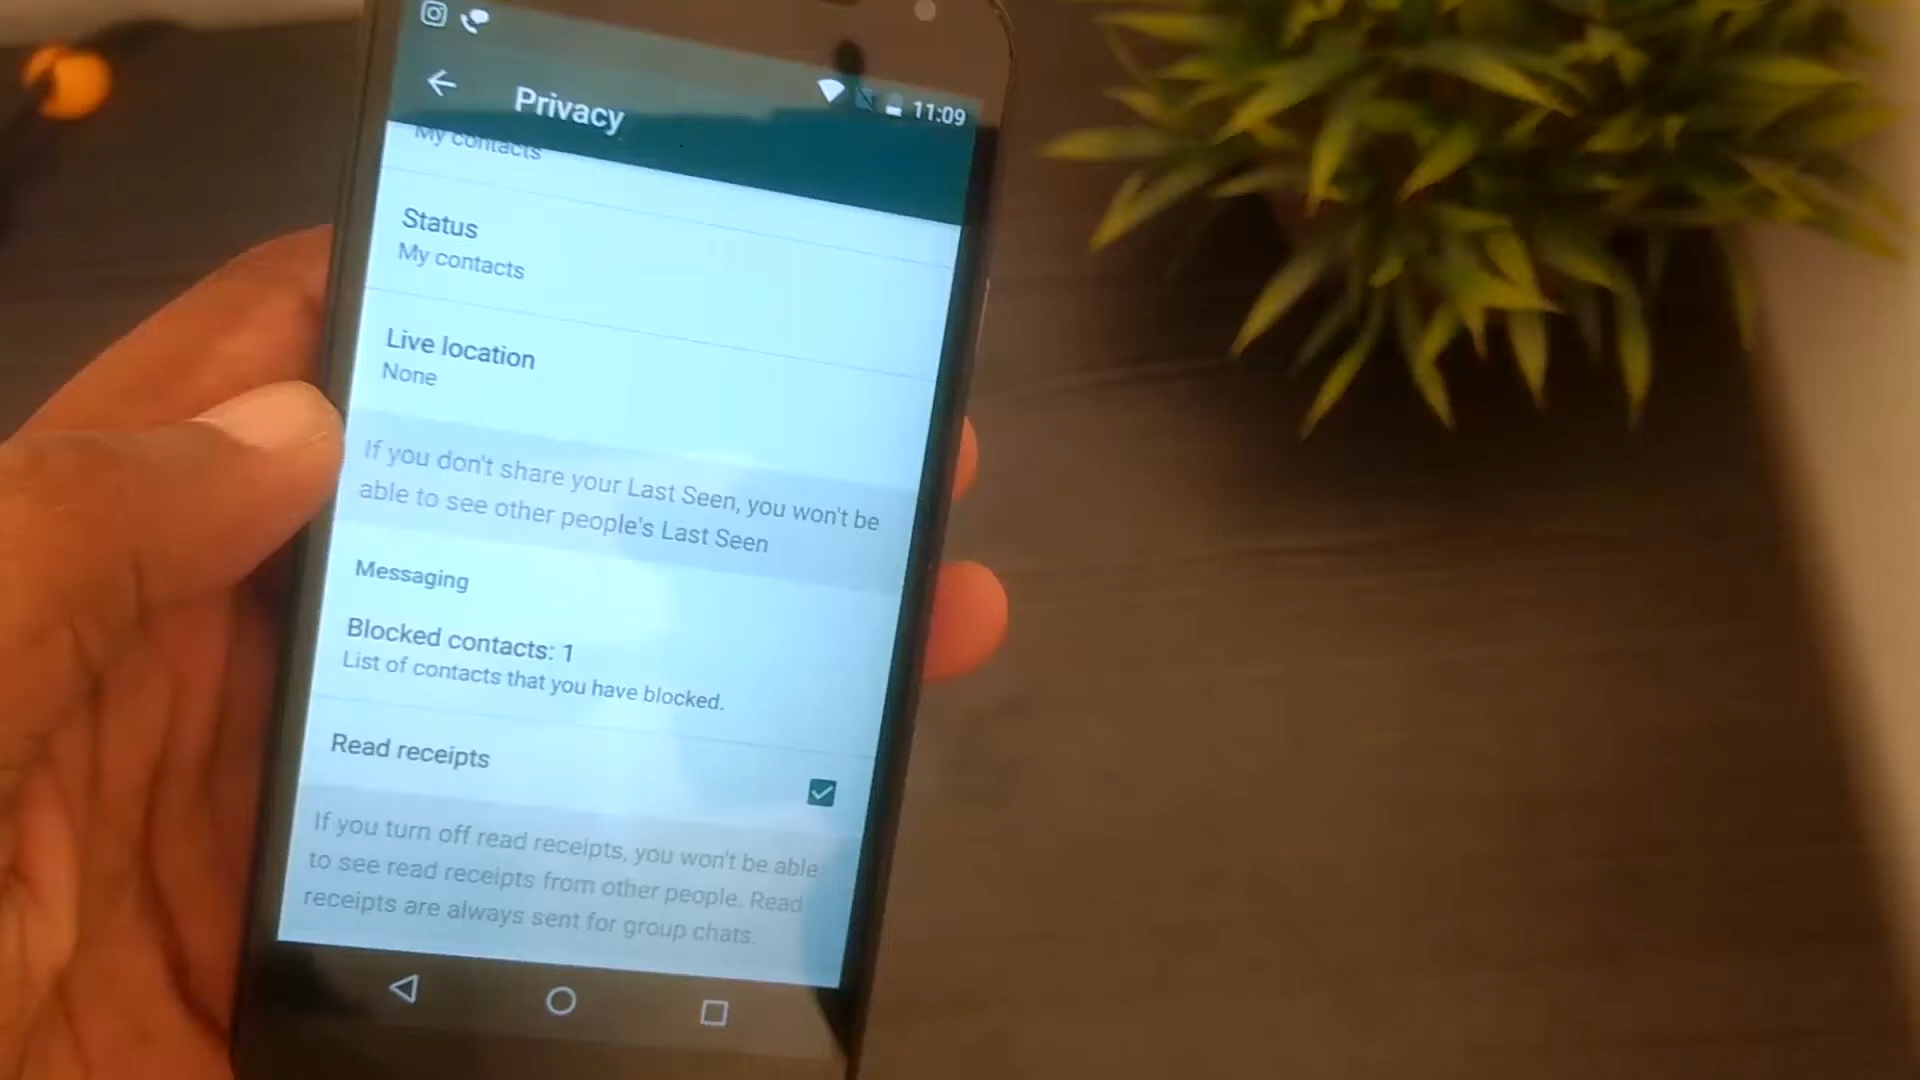 Privacy
11:09
My contacts
Status
My contacts
Live location
None
If you don't share your Last Seen, you won't be
able to see other people's Last Seen
Messaging
Blocked contacts: 1
List of contacts that you have blocked.
Read receipts
If you turn off read receipts, you won't be able
to see read receipts from other people. Read
receipts are always sent for group chats.